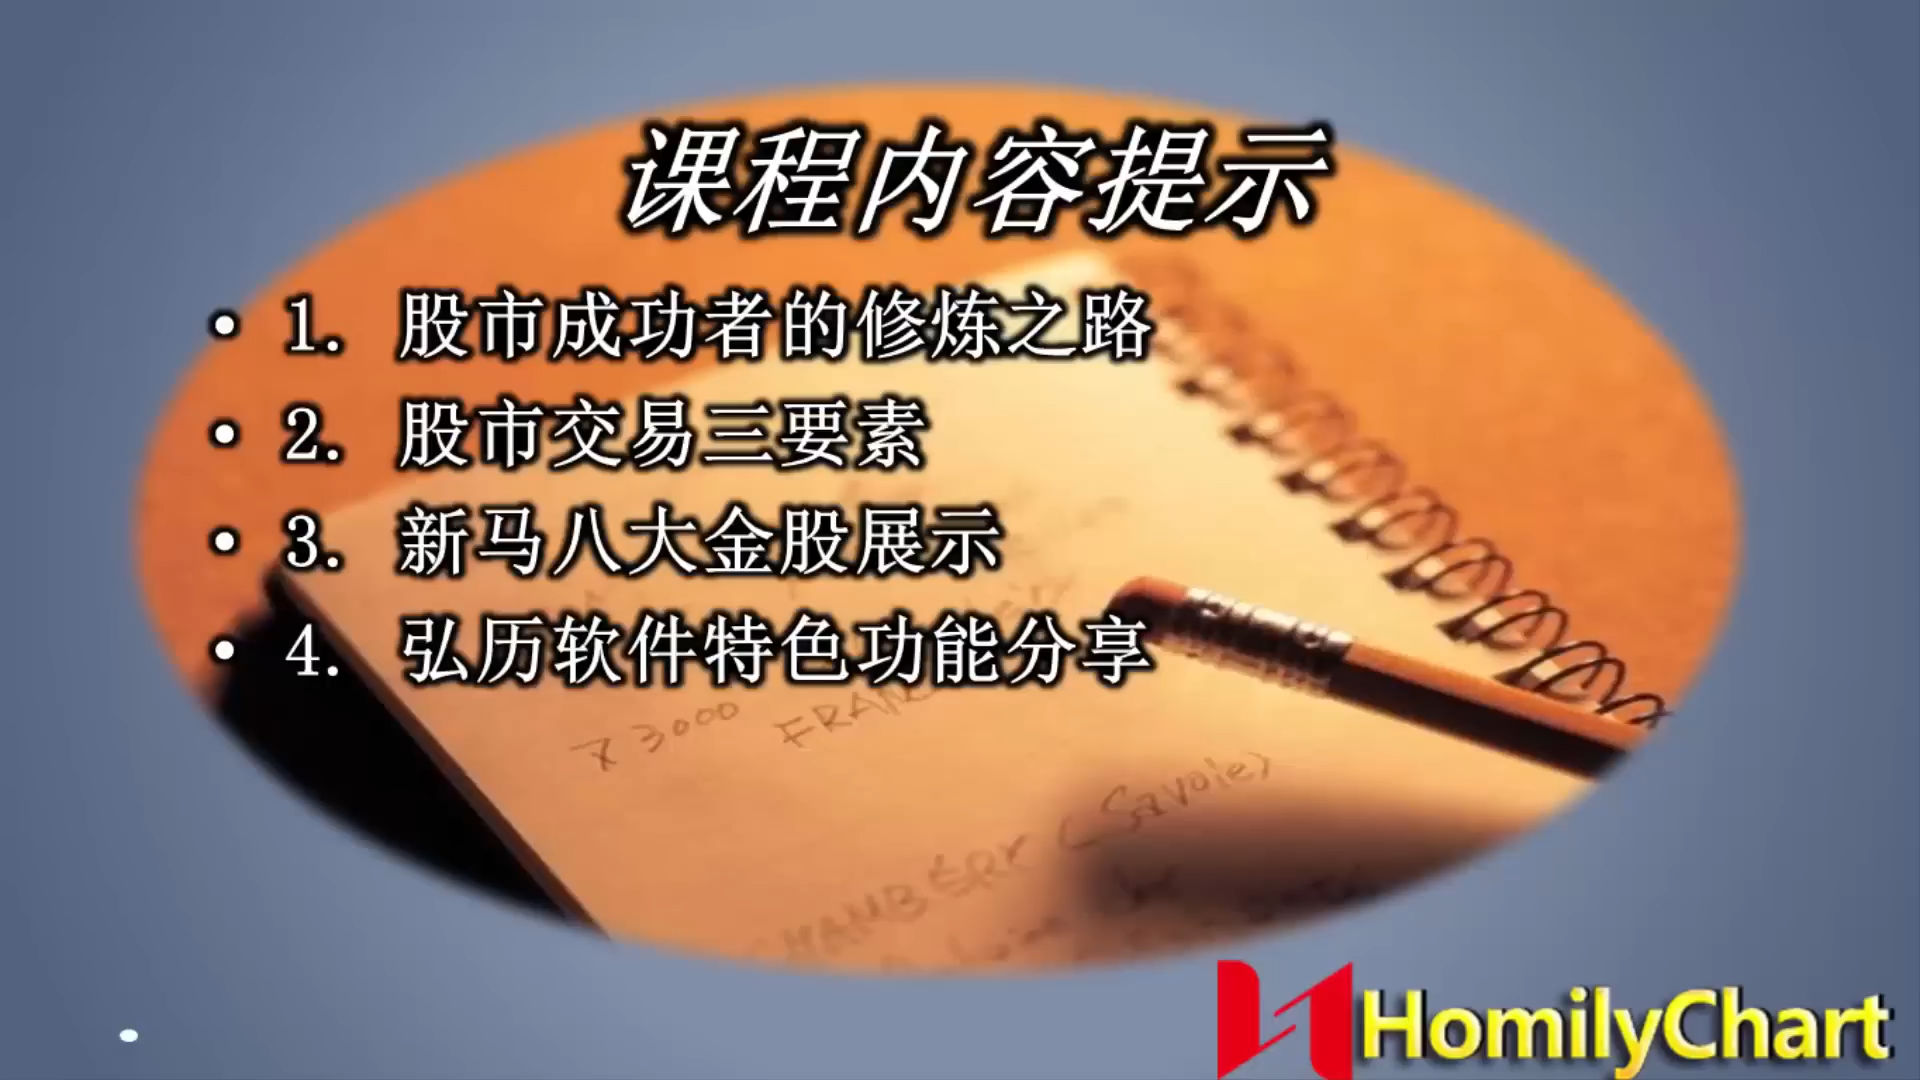 课程内容提示
• 1. 股市成功者的修炼之路
• 2. 股市交易三要素
• 3. 新马八大金股展示
• 4. 弘历软件特色功能分享
3000
(Savoie)
HomilyChart